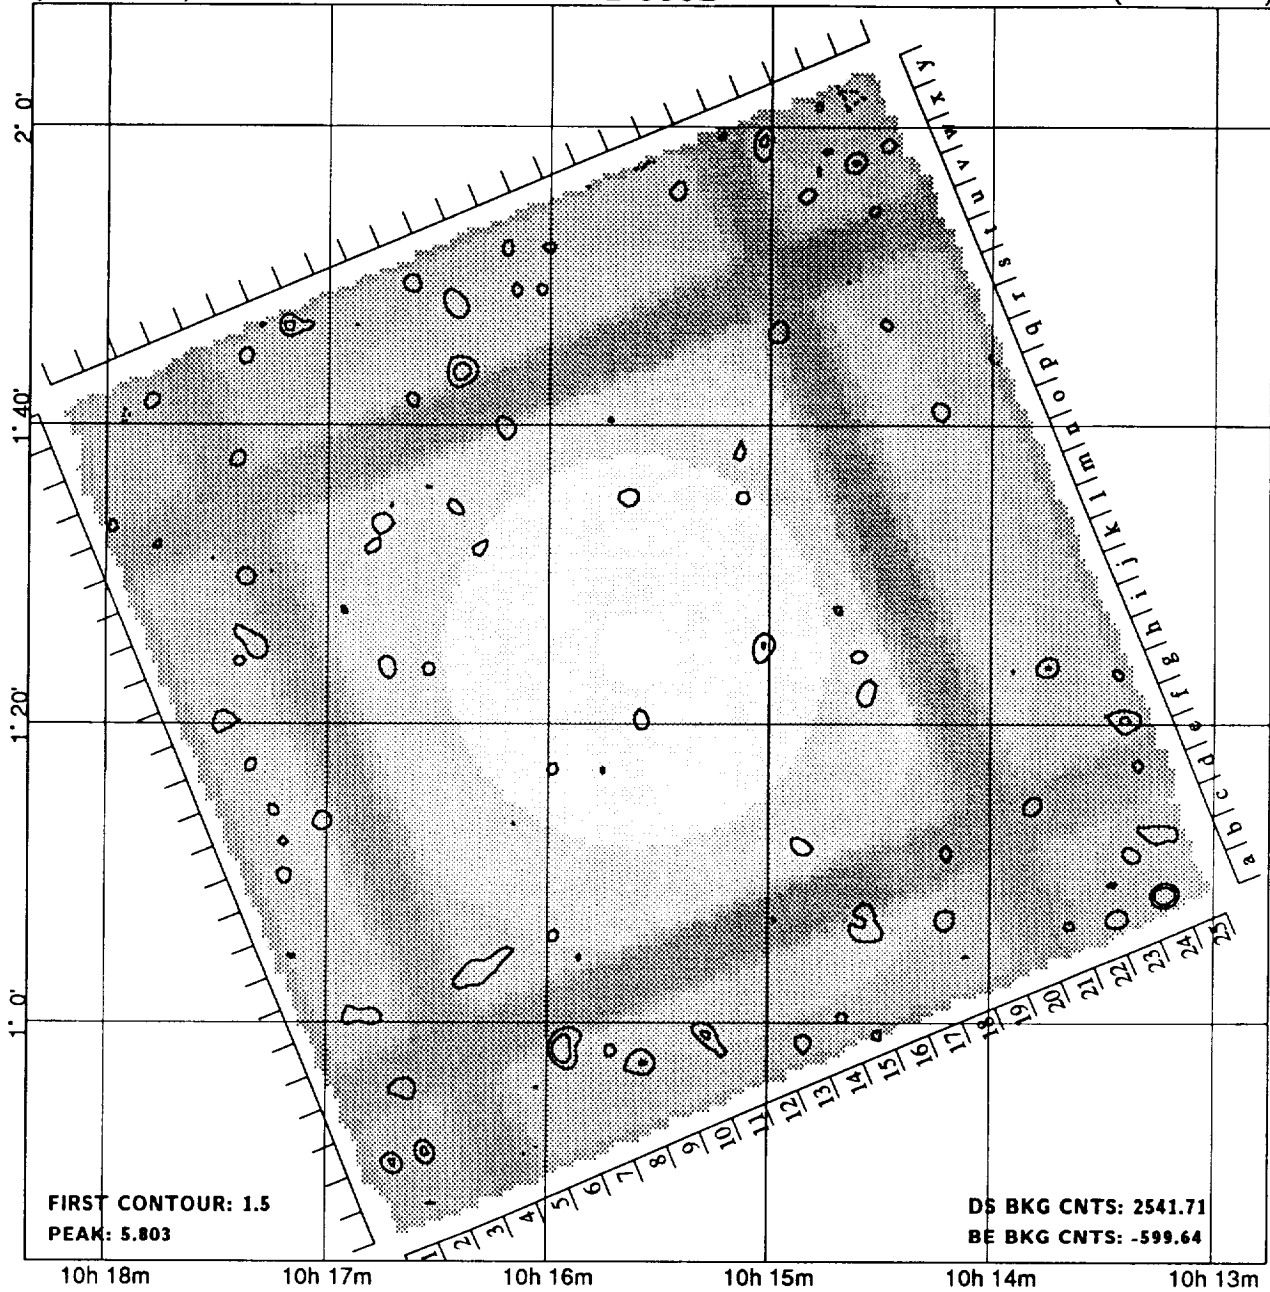 2° 0'
1° 40'
1° 20'
1° 0'
y x w v u t s r q p o n m l k j i h g f e d c b a
1 2 3 4 5 6 7 8 9 10 11 12 13 14 15 16 17 18 19 20 21 22 23 24 25
FIRST CONTOUR: 1.5
PEAK: 5.803
DS BKG CNTS: 2541.71
BE BKG CNTS: -599.64
10h 18m 10h 17m 10h 16m 10h 15m 10h 14m 10h 13m